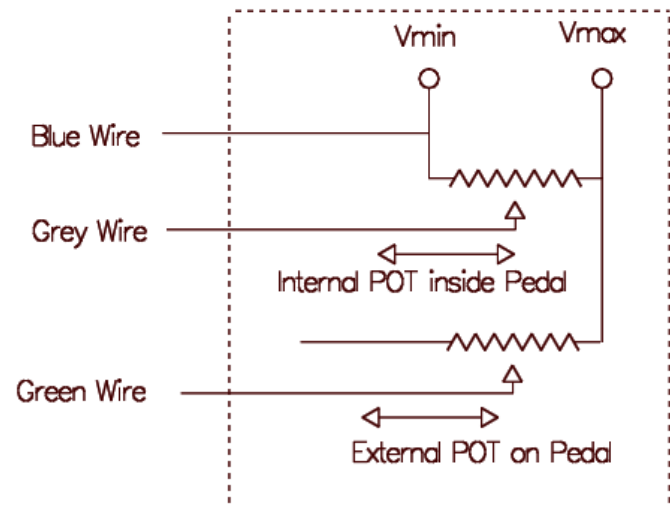 Vmin
Vmax
Blue Wire
Grey Wire
Internal POT inside Pedal
Green Wire
External POT on Pedal